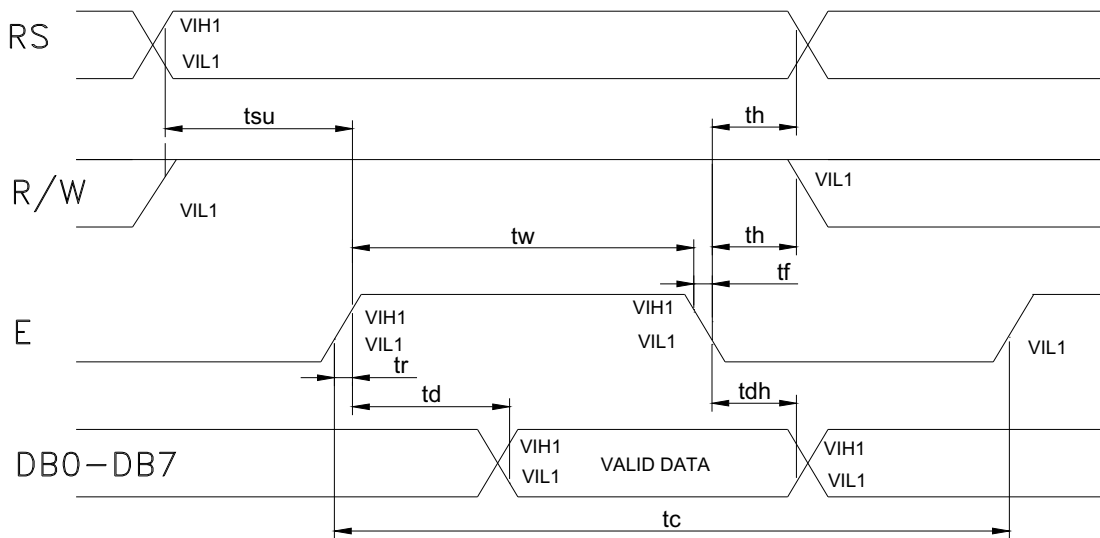 RS
VIH1
VIL1
tsu
th
R/W
VIL1
VIL1
tw
th
tf
E
VIH1
VIL1
VIH1
VIL1
VIL1
tr
td
tdh
DB0-DB7
VIH1
VIL1
VALID DATA
VIH1
VIL1
tc